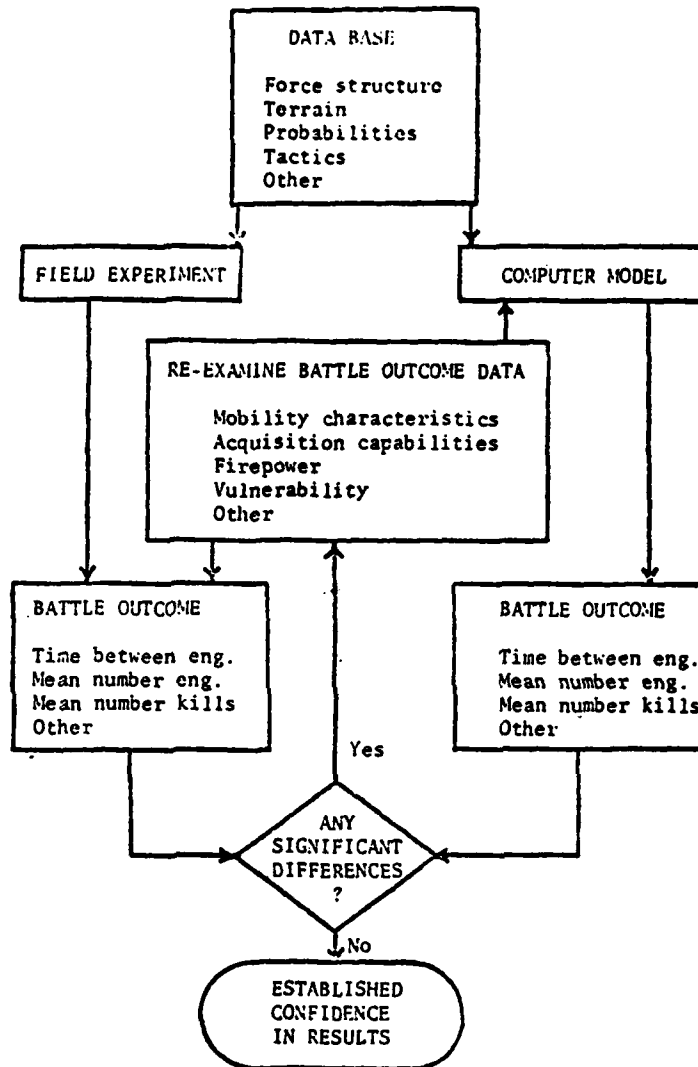 DATA BASE
Force structure
Terrain
Probabilities
Tactics
Other
FIELD EXPERIMENT
COMPUTER MODEL
RE-EXAMINE BATTLE OUTCOME DATA
Mobility characteristics
Acquisition capabilities
Firepower
Vulnerability
Other
BATTLE OUTCOME
Time between eng.
Mean number eng.
Mean number kills
Other
BATTLE OUTCOME
Time between eng.
Mean number eng.
Mean number kills
Other
Yes
ANY
SIGNIFICANT
DIFFERENCES
?
No
ESTABLISHED
CONFIDENCE
IN RESULTS